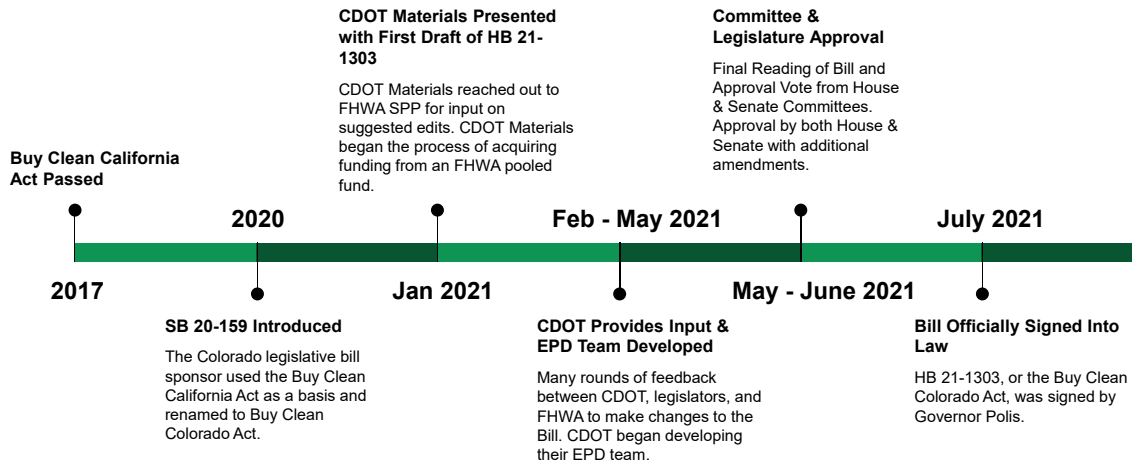 Buy Clean California
Act Passed
2017
2020
SB 20-159 Introduced
The Colorado legislative bill
sponsor used the Buy Clean
California Act as a basis and
renamed to Buy Clean
Colorado Act.
CDOT Materials Presented
with First Draft of HB 21-
1303
CDOT Materials reached out to
FHWA SPP for input on
suggested edits. CDOT Materials
began the process of acquiring
funding from an FHWA pooled
fund.
Jan 2021
Feb - May 2021
CDOT Provides Input &
EPD Team Developed
Many rounds of feedback
between CDOT, legislators, and
FHWA to make changes to the
Bill. CDOT began developing
their EPD team.
Committee &
Legislature Approval
Final Reading of Bill and
Approval Vote from House
& Senate Committees.
Approval by both House &
Senate with additional
amendments.
May - June 2021
July 2021
Bill Officially Signed Into
Law
HB 21-1303, or the Buy Clean
Colorado Act, was signed by
Governor Polis.